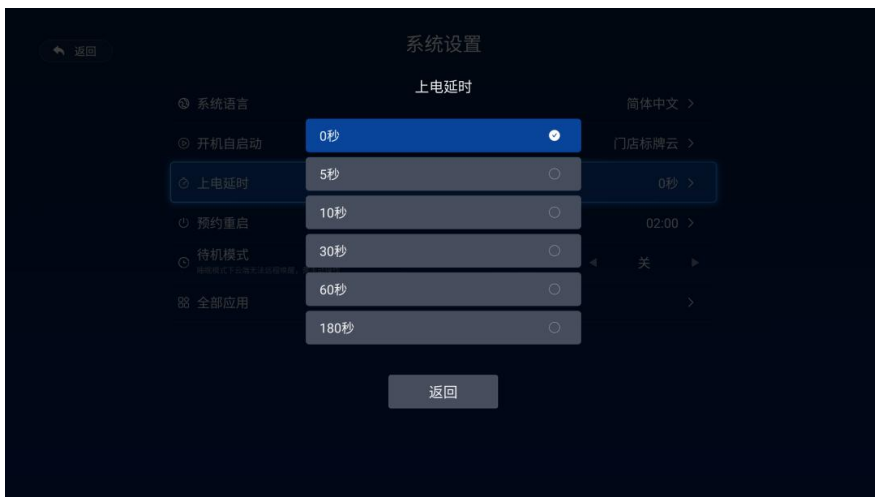 返回
系统设置
上电延时
系统语言
简体中文
开机自启动
门店标牌云
上电延时
0秒
预约重启
02:00
待机模式
关
全部应用
0秒
5秒
10秒
30秒
60秒
180秒
返回